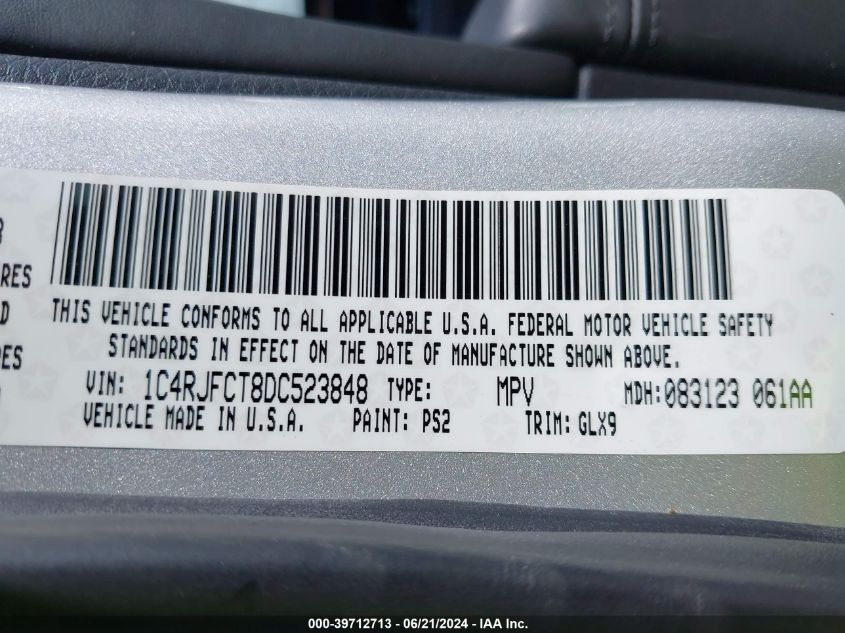 RES
THIS VEHICLE CONFORMS TO ALL APPLICABLE U.S.A. FEDERAL MOTOR VEHICLE SAFETY
STANDARDS IN EFFECT ON THE DATE OF MANUFACTURE SHOWN ABOVE.
VIN: 1C4RJFCT8DC523848 TYPE: MPV MDH:083123 061AA
VEHICLE MADE IN U.S.A. PAINT: PS2 TRIM: GLX9
000-39712713 - 06/21/2024 - IAA Inc.